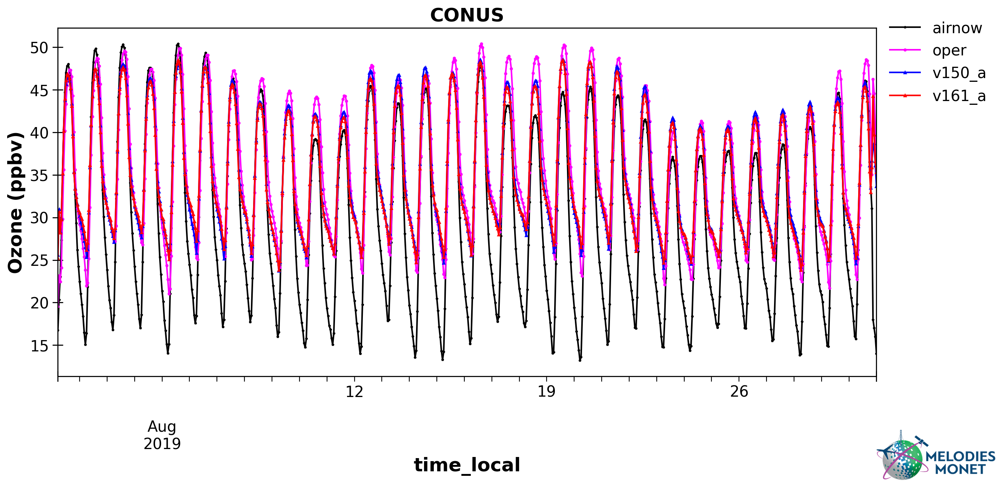 CONUS
airnow
oper
v150_a
v161_a
50
45
40
35
30
25
20
15
Ozone (ppbv)
12
19
26
Aug
2019
time_local
MELODIES
MONET